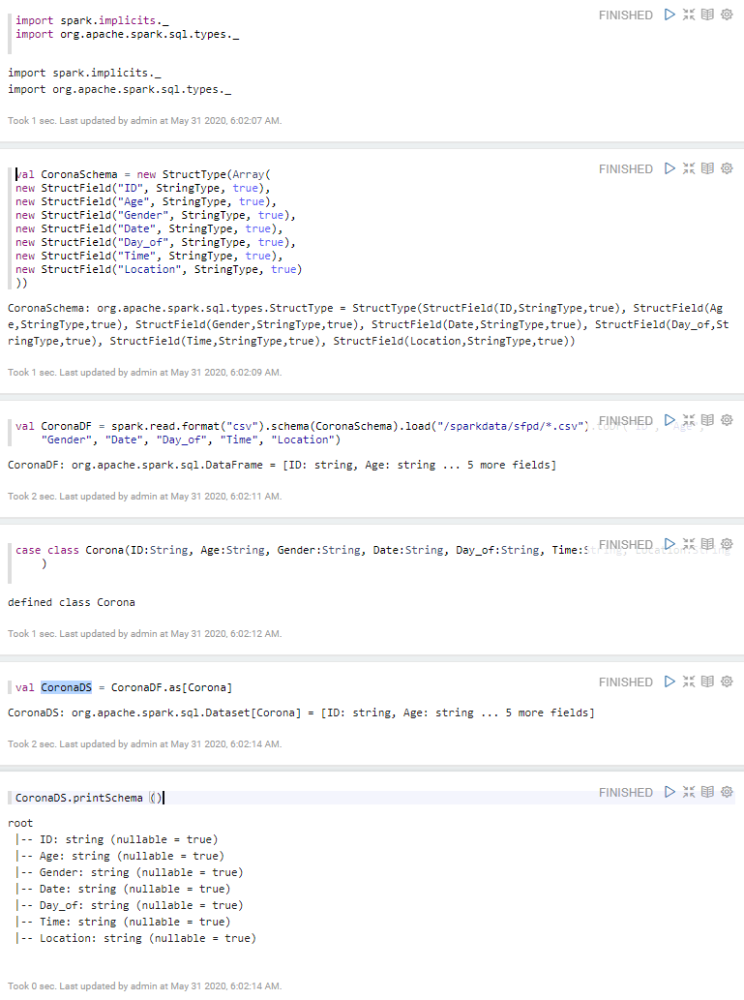 import spark.implicits._
import org.apache.spark.sql.types._
FINISHED
import spark.implicits._
import org.apache.spark.sql.types._
Took 1 sec. Last updated by admin at May 31 2020, 6:02:07 AM.
val CoronaSchema = new StructType(Array(
FINISHED
new StructField("ID", StringType, true),
new StructField("Age", StringType, true),
new StructField("Gender", StringType, true),
new StructField("Date", StringType, true),
new StructField("Day_of", StringType, true),
new StructField("Time", StringType, true),
new StructField("Location", StringType, true)
))
CoronaSchema: org.apache.spark.sql.types.StructType = StructType(StructField(ID,StringType,true), StructField(Ag
e,StringType,true), StructField(Gender,StringType,true), StructField(Date,StringType,true), StructField(Day_of,St
ringType,true), StructField(Time,StringType,true), StructField(Location,StringType,true))
Took 1 sec. Last updated by admin at May 31 2020, 6:02:09 AM.
val CoronaDF = spark.read.format("csv").schema(CoronaSchema).load("/sparkdata/sfpd/*.csv").toDF("ID", "Age",
FINISHED
"Gender", "Date", "Day_of", "Time", "Location")
CoronaDF: org.apache.spark.sql.DataFrame = [ID: string, Age: string ... 5 more fields]
Took 2 sec. Last updated by admin at May 31 2020, 6:02:11 AM.
case class Corona(ID:String, Age:String, Gender:String, Date:String, Day_of:String, Time:String, Location:String
FINISHED
)
defined class Corona
Took 1 sec. Last updated by admin at May 31 2020, 6:02:12 AM.
val CoronaDS = CoronaDF.as[Corona]
FINISHED
CoronaDS: org.apache.spark.sql.Dataset[Corona] = [ID: string, Age: string ... 5 more fields]
Took 2 sec. Last updated by admin at May 31 2020, 6:02:14 AM.
CoronaDS.printSchema ()
FINISHED
root
|-- ID: string (nullable = true)
|-- Age: string (nullable = true)
|-- Gender: string (nullable = true)
|-- Date: string (nullable = true)
|-- Day_of: string (nullable = true)
|-- Time: string (nullable = true)
|-- Location: string (nullable = true)
Took 0 sec. Last updated by admin at May 31 2020, 6:02:14 AM.